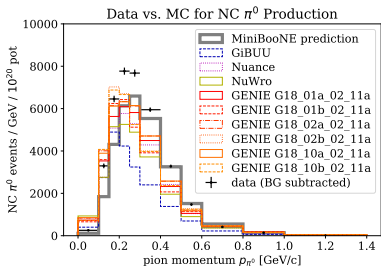 Data vs. MC for NC π⁰ Production
NC π⁰ events / GeV / 10²⁰ pot
10000
8000
6000
4000
2000
0
MiniBooNE prediction
GiBUU
Nuance
NuWro
GENIE G18_01a_02_11a
GENIE G18_01b_02_11a
GENIE G18_02a_02_11a
GENIE G18_02b_02_11a
GENIE G18_10a_02_11a
GENIE G18_10b_02_11a
data (BG subtracted)
0.0 0.2 0.4 0.6 0.8 1.0 1.2 1.4
pion momentum p_π⁰ [GeV/c]